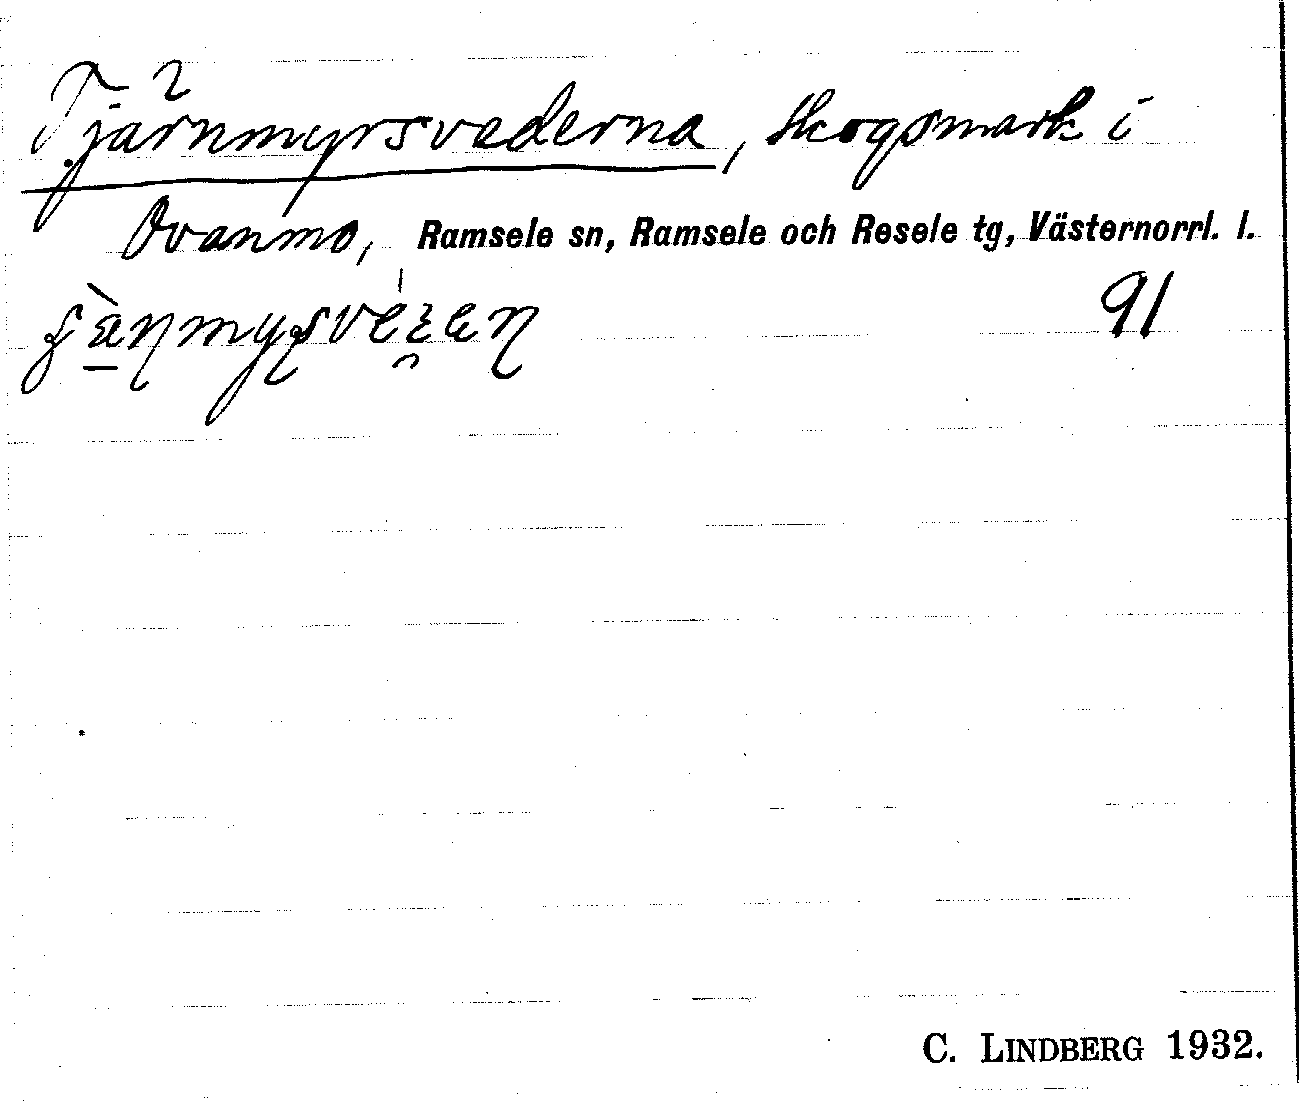 Tjärnmyrsvederna, skogsmark i
Ovanmo, Ramsele sn, Ramsele och Resele tg, Västernorrl. l.
91
C. LINDBERG 1932.